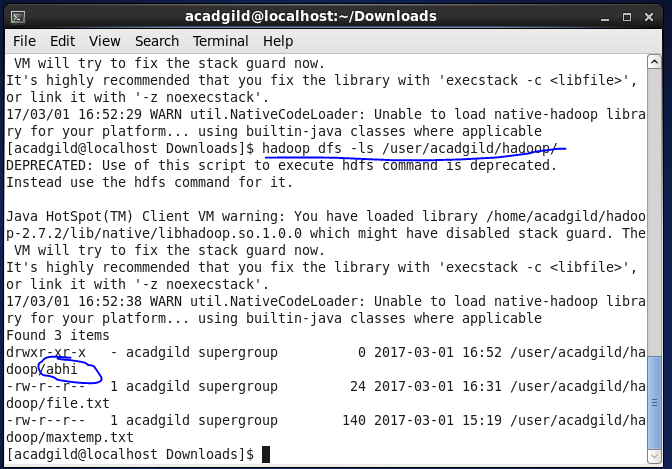 acadgild@localhost:~/Downloads
File Edit View Search Terminal Help
VM will try to fix the stack guard now.
It's highly recommended that you fix the library with 'execstack -c <libfile>',
or link it with '-z noexecstack'.
17/03/01 16:52:29 WARN util.NativeCodeLoader: Unable to load native-hadoop libra
ry for your platform... using builtin-java classes where applicable
[acadgild@localhost Downloads]$ hadoop dfs -ls /user/acadgild/hadoop/
DEPRECATED: Use of this script to execute hdfs command is deprecated.
Instead use the hdfs command for it.
Java HotSpot(TM) Client VM warning: You have loaded library /home/acadgild/hadoo
p-2.7.2/lib/native/libhadoop.so.1.0.0 which might have disabled stack guard. The
VM will try to fix the stack guard now.
It's highly recommended that you fix the library with 'execstack -c <libfile>',
or link it with '-z noexecstack'.
17/03/01 16:52:38 WARN util.NativeCodeLoader: Unable to load native-hadoop libra
ry for your platform... using builtin-java classes where applicable
Found 3 items
drwxr-xr-x - acadgild supergroup 0 2017-03-01 16:52 /user/acadgild/ha
doop/abhi
-rw-r--r-- 1 acadgild supergroup 24 2017-03-01 16:31 /user/acadgild/ha
doop/file.txt
-rw-r--r-- 1 acadgild supergroup 140 2017-03-01 15:19 /user/acadgild/ha
doop/maxtemp.txt
[acadgild@localhost Downloads]$